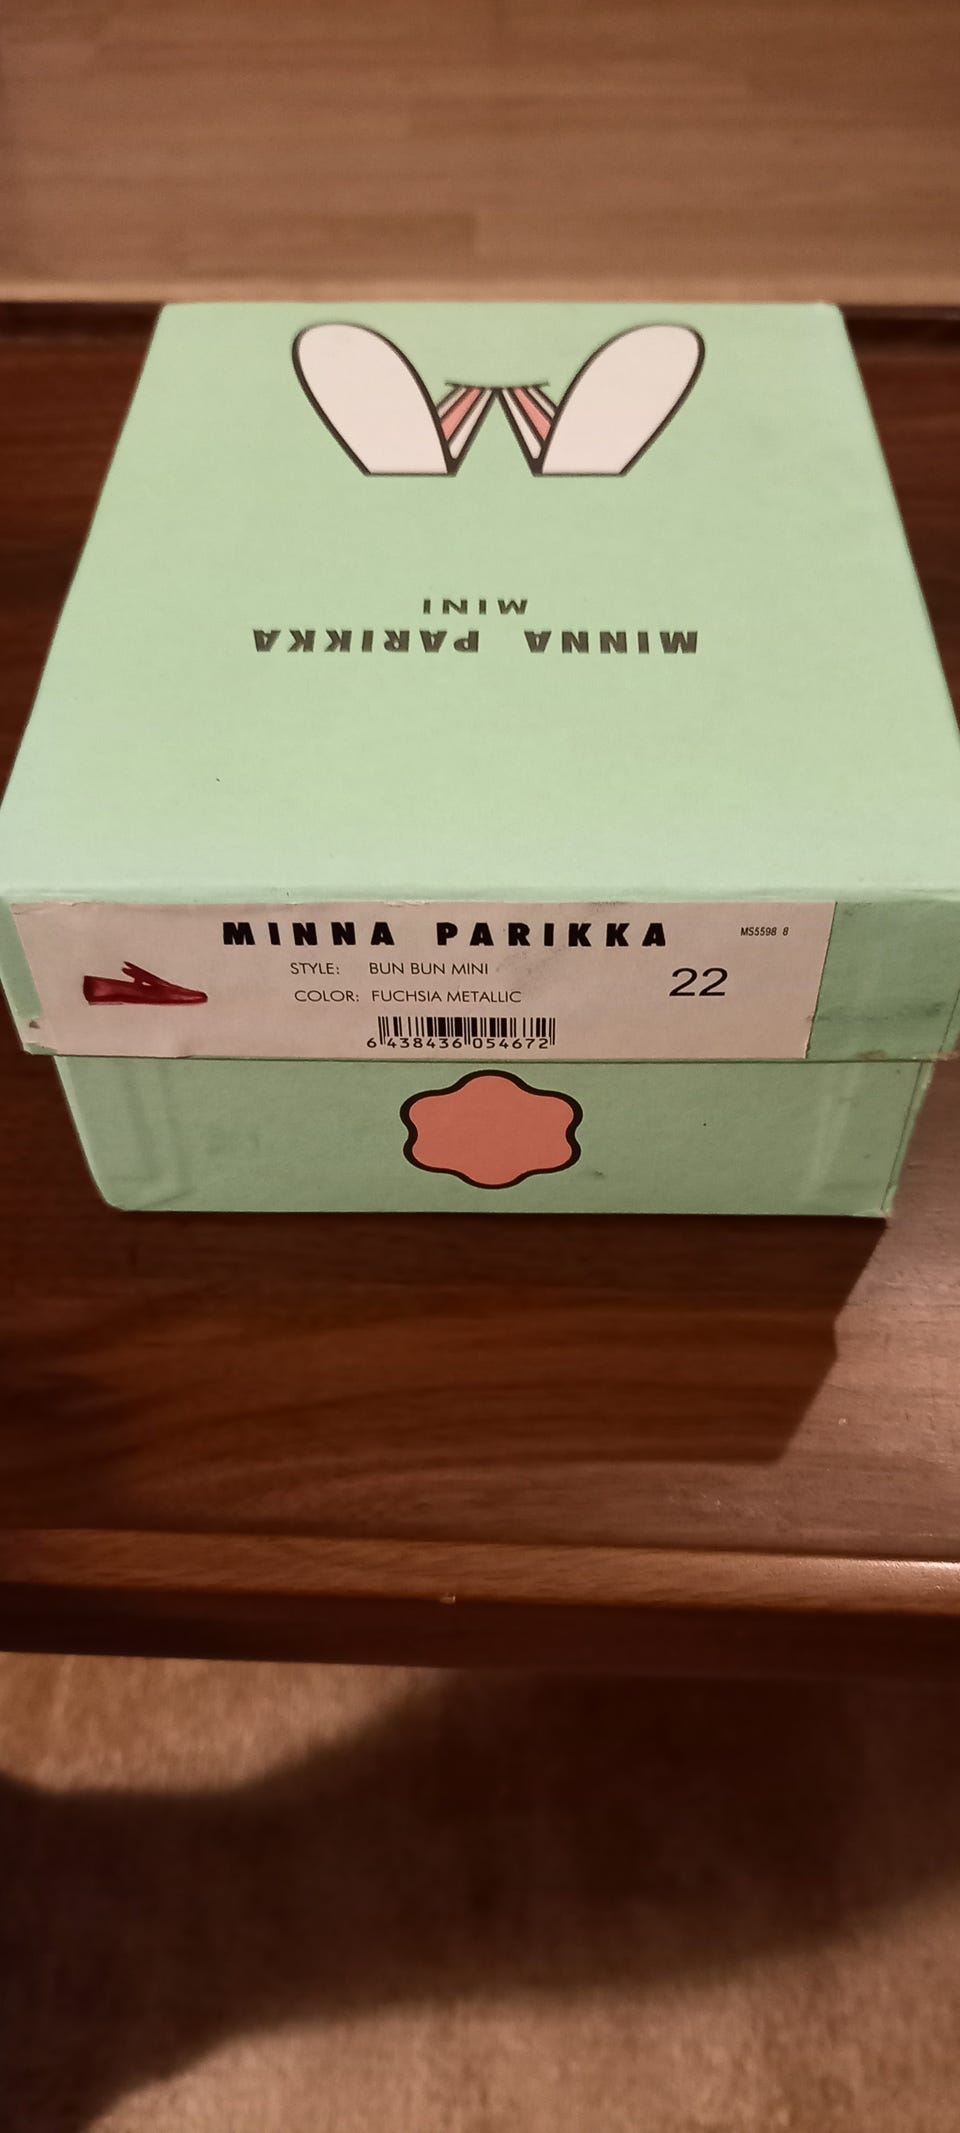 MINNA PARIKKA
MINI
MINNA PARIKKA
MS5598 8
STYLE: BUN BUN MINI
COLOR: FUCHSIA METALLIC
22
6 438436 054672